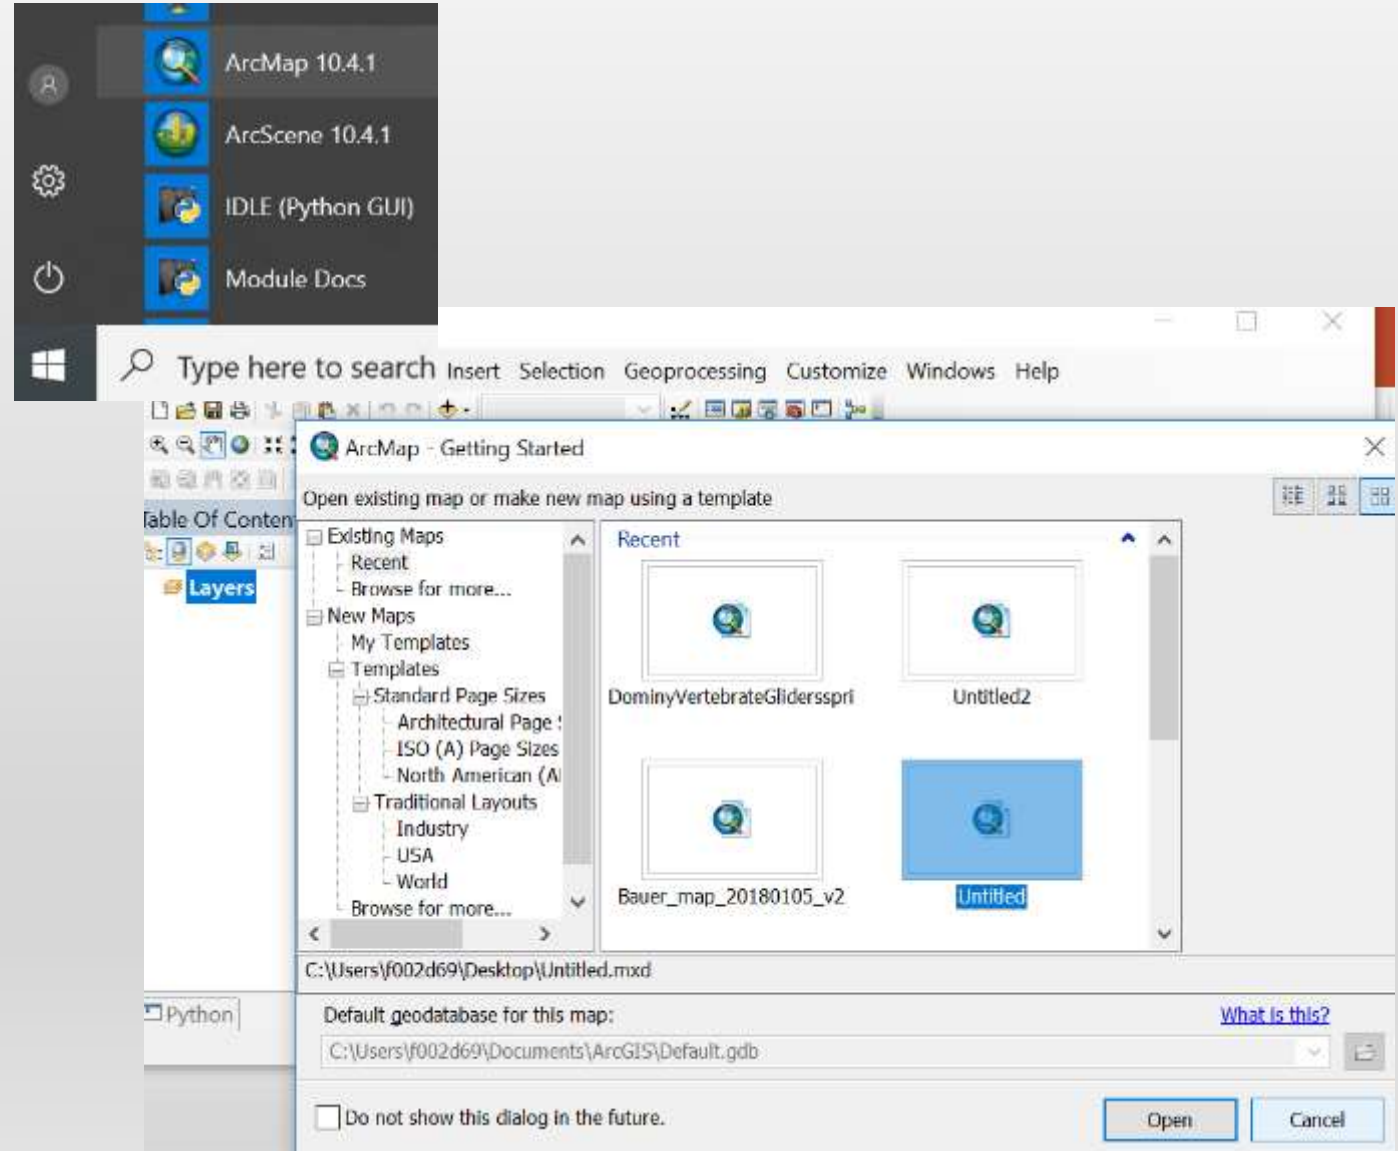 ArcMap 10.4.1
ArcScene 10.4.1
IDLE (Python GUI)
Module Docs
Type here to search
Insert Selection Geoprocessing Customize Windows Help
ArcMap - Getting Started
Open existing map or make new map using a template
Table Of Conten
Layers
Existing Maps
Recent
Browse for more...
New Maps
My Templates
Templates
Standard Page Sizes
Architectural Page
ISO (A) Page Sizes
North American (A
Traditional Layouts
Industry
USA
World
Browse for more...
Recent
DominyVertebrateGlidersspri
Untitled2
Bauer_map_20180105_v2
Untitled
C:\Users\f002d69\Desktop\Untitled.mxd
Python
Default geodatabase for this map:
What is this?
C:\Users\f002d69\Documents\ArcGIS\Default.gdb
Do not show this dialog in the future.
Open
Cancel